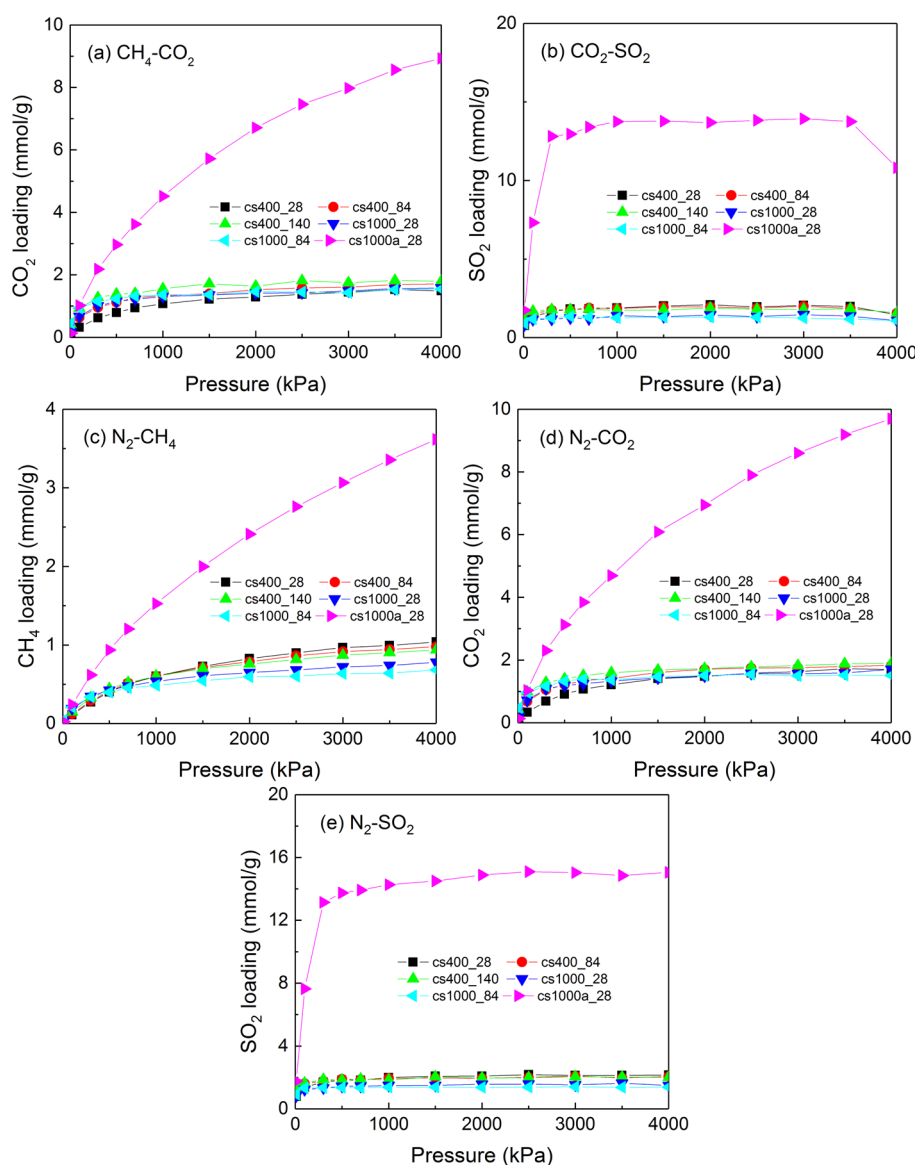 (a) CH₄-CO₂
CO₂ loading (mmol/g)
10
8
6
4
2
0
cs400_28 cs400_84
cs400_140 cs1000_28
cs1000_84 cs1000a_28
0 1000 2000 3000 4000
Pressure (kPa)
(b) CO₂-SO₂
SO₂ loading (mmol/g)
20
15
10
5
0
cs400_28 cs400_84
cs400_140 cs1000_28
cs1000_84 cs1000a_28
0 1000 2000 3000 4000
Pressure (kPa)
(c) N₂-CH₄
CH₄ loading (mmol/g)
4
3
2
1
0
cs400_28 cs400_84
cs400_140 cs1000_28
cs1000_84 cs1000a_28
0 1000 2000 3000 4000
Pressure (kPa)
(d) N₂-CO₂
CO₂ loading (mmol/g)
10
8
6
4
2
0
cs400_28 cs400_84
cs400_140 cs1000_28
cs1000_84 cs1000a_28
0 1000 2000 3000 4000
Pressure (kPa)
(e) N₂-SO₂
SO₂ loading (mmol/g)
20
16
12
8
4
0
cs400_28 cs400_84
cs400_140 cs1000_28
cs1000_84 cs1000a_28
0 1000 2000 3000 4000
Pressure (kPa)